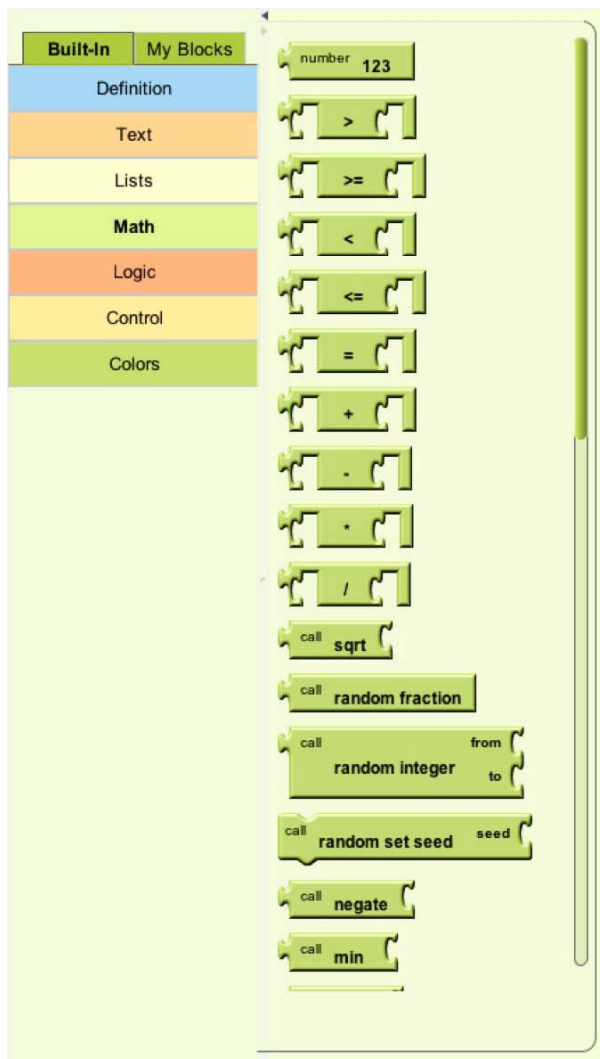 Built-In My Blocks
Definition
Text
Lists
Math
Logic
Control
Colors
number 123
>
>=
<
<=
=
+
-
*
/
call sqrt
call random fraction
call random integer from
to
call random set seed seed
call negate
call min